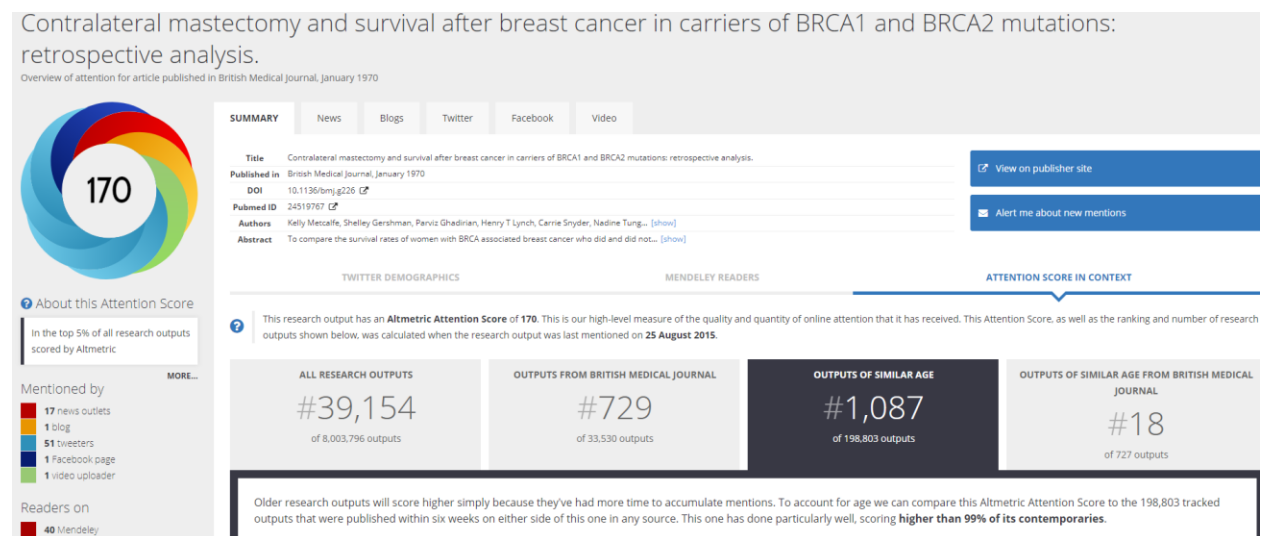 Contralateral mastectomy and survival after breast cancer in carriers of BRCA1 and BRCA2 mutations:
retrospective analysis.
Overview of attention for article published in British Medical Journal, January 1970
170
About this Attention Score
In the top 5% of all research outputs
scored by Altmetric
MORE...
Mentioned by
17 news outlets
1 blog
51 tweeters
1 Facebook page
1 video uploader
Readers on
40 Mendeley
SUMMARY News Blogs Twitter Facebook Video
Title Contralateral mastectomy and survival after breast cancer in carriers of BRCA1 and BRCA2 mutations: retrospective analysis.
Published in British Medical Journal, January 1970
DOI 10.1136/bmj.g226
Pubmed ID 24519767
Authors Kelly Metcalfe, Shelley Gershman, Parviz Ghadirian, Henry T Lynch, Carrie Snyder, Nadine Tung... [show]
Abstract To compare the survival rates of women with BRCA associated breast cancer who did and did not... [show]
View on publisher site
Alert me about new mentions
TWITTER DEMOGRAPHICS MENDELEY READERS ATTENTION SCORE IN CONTEXT
This research output has an Altmetric Attention Score of 170. This is our high-level measure of the quality and quantity of online attention that it has received. This Attention Score, as well as the ranking and number of research
outputs shown below, was calculated when the research output was last mentioned on 25 August 2015.
ALL RESEARCH OUTPUTS
#39,154
of 8,003,796 outputs
OUTPUTS FROM BRITISH MEDICAL JOURNAL
#729
of 33,530 outputs
OUTPUTS OF SIMILAR AGE
#1,087
of 198,803 outputs
OUTPUTS OF SIMILAR AGE FROM BRITISH MEDICAL
JOURNAL
#18
of 727 outputs
Older research outputs will score higher simply because they've had more time to accumulate mentions. To account for age we can compare this Altmetric Attention Score to the 198,803 tracked
outputs that were published within six weeks on either side of this one in any source. This one has done particularly well, scoring higher than 99% of its contemporaries.